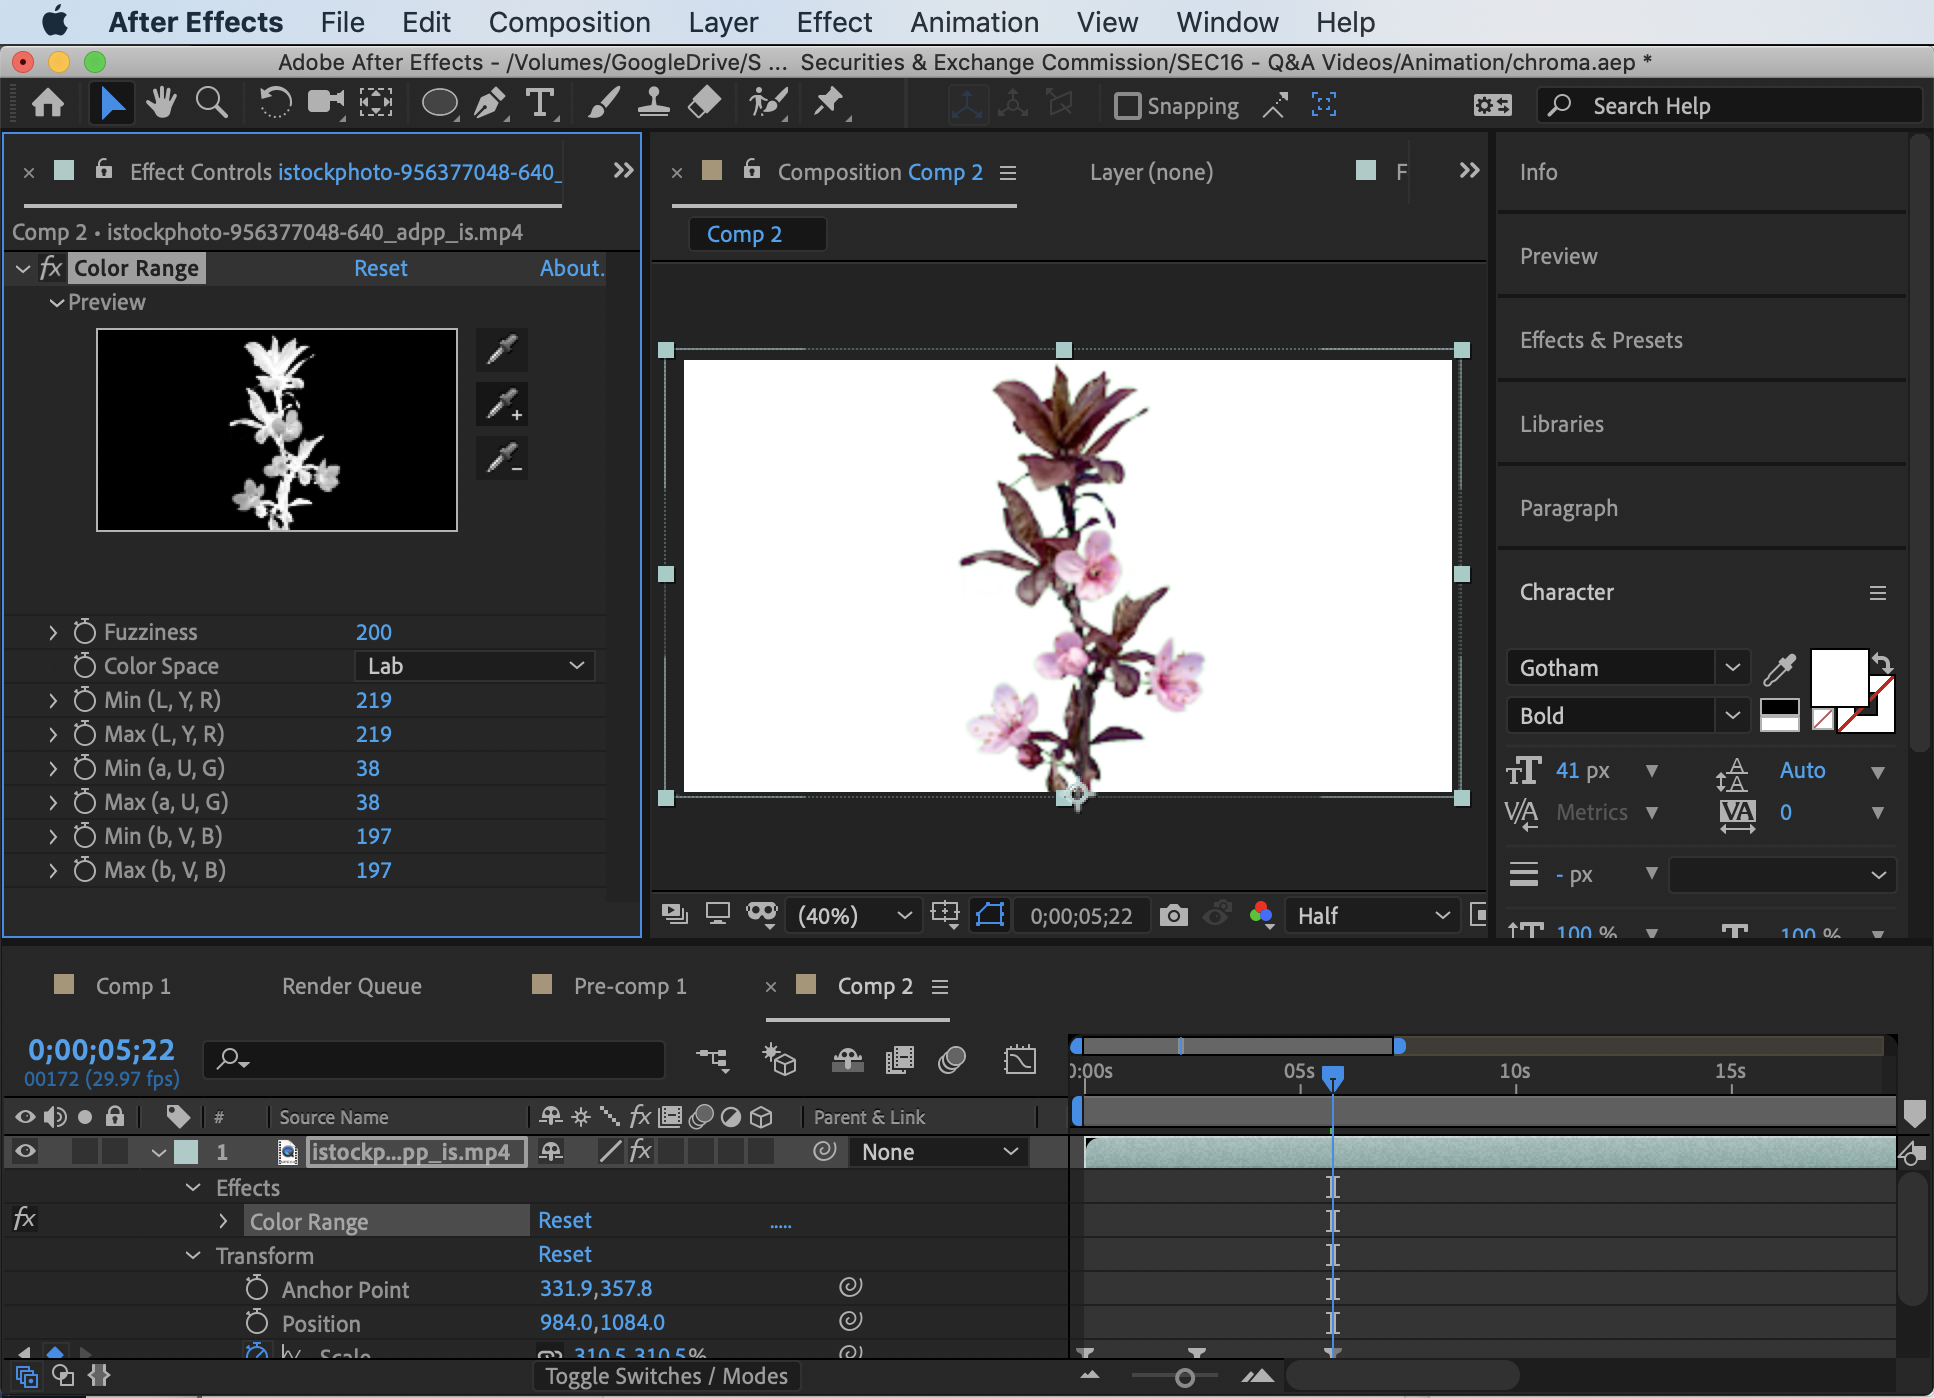 After Effects File Edit Composition Layer Effect Animation View Window Help
Adobe After Effects - /Volumes/GoogleDrive/S ... Securities & Exchange Commission/SEC16 - Q&A Videos/Animation/chroma.aep *
Snapping
Search Help
Effect Controls istockphoto-956377048-640_
Comp 2 • istockphoto-956377048-640_adpp_is.mp4
fx Color Range Reset About.
Preview
Fuzziness 200
Color Space Lab
Min (L, Y, R) 219
Max (L, Y, R) 219
Min (a, U, G) 38
Max (a, U, G) 38
Min (b, V, B) 197
Max (b, V, B) 197
Composition Comp 2
Layer (none)
F
Comp 2
(40%)
0;00;05;22
Half
Info
Preview
Effects & Presets
Libraries
Paragraph
Character
Gotham
Bold
41 px Auto
Metrics 0
- px
100 % 100 %
Comp 1 Render Queue Pre-comp 1 Comp 2
0;00;05;22
00172 (29.97 fps)
:00s 05s 10s 15s
# Source Name fx Parent & Link
1 istockp...pp_is.mp4 fx None
Effects
fx Color Range Reset .....
Transform Reset
Anchor Point 331.9,357.8
Position 984.0,1084.0
Scale 310.5,310.5%
Toggle Switches / Modes